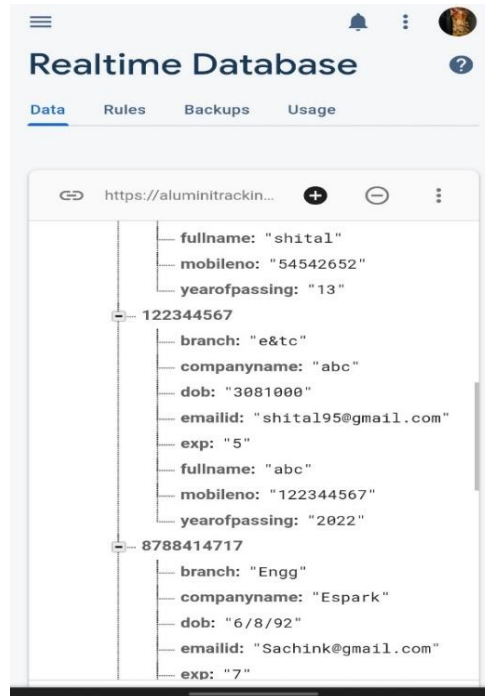 Realtime Database
Data Rules Backups Usage
https://aluminitrackin...
fullname: "shital"
mobileno: "54542652"
yearofpassing: "13"
122344567
branch: "e&tc"
companyname: "abc"
dob: "3081000"
emailid: "shital95@gmail.com"
exp: "5"
fullname: "abc"
mobileno: "122344567"
yearofpassing: "2022"
8788414717
branch: "Engg"
companyname: "Espark"
dob: "6/8/92"
emailid: "Sachink@gmail.com"
exp: "7"